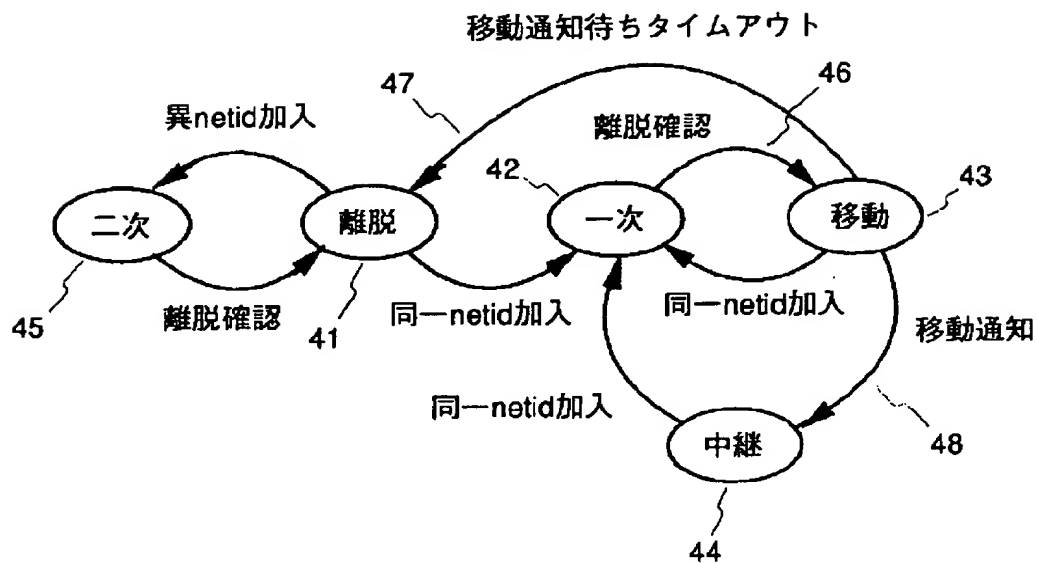 移動通知待ちタイムアウト
47
46
異netid加入
離脱確認
42
43
二次
離脱
一次
移動
45
離脱確認
41
同一netid加入
同一netid加入
移動通知
同一netid加入
中継
48
44